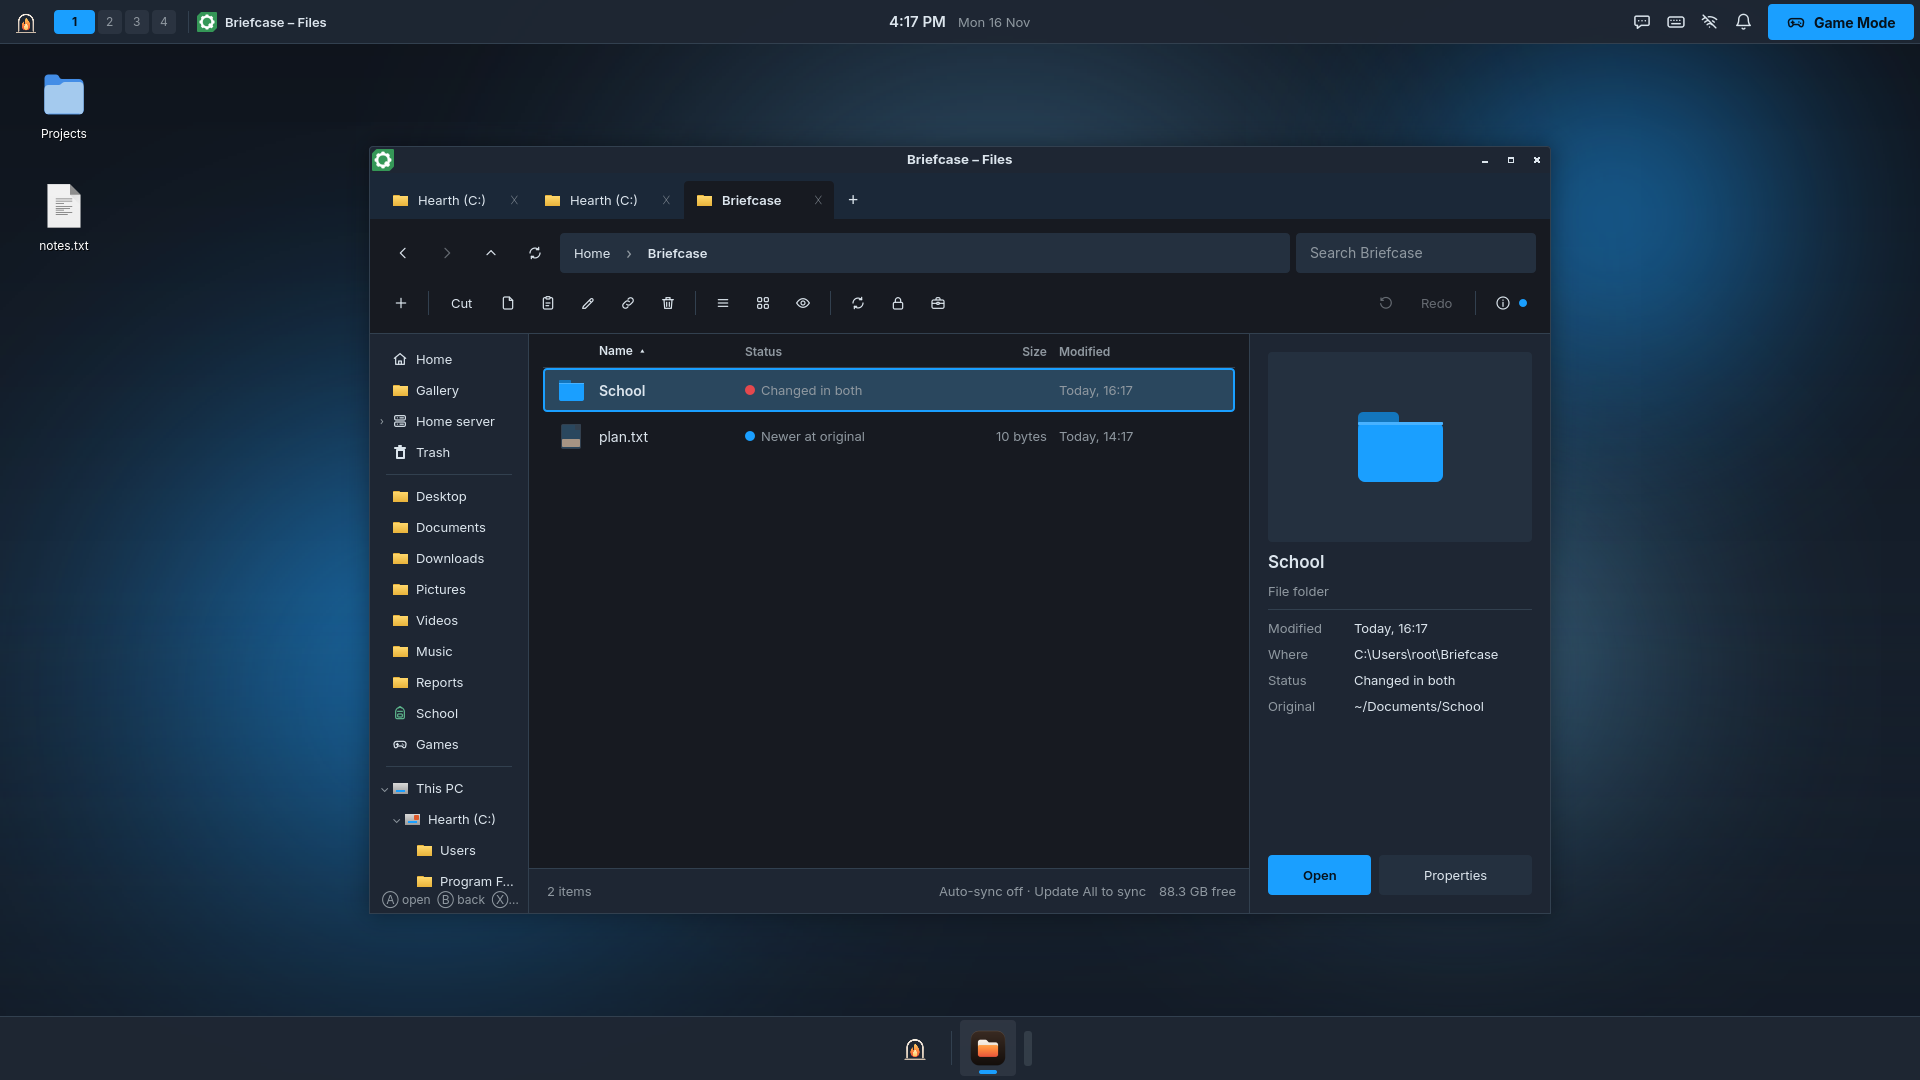 1 2 3 4 Briefcase – Files 4:17 PM Mon 16 Nov Game Mode
Projects
notes.txt
Briefcase – Files
Hearth (C:) X Hearth (C:) X Briefcase X +
Home › Briefcase Search Briefcase
Cut Redo
Home
Gallery
Home server
Trash
Desktop
Documents
Downloads
Pictures
Videos
Music
Reports
School
Games
This PC
Hearth (C:)
Users
Program F...
A open B back X...
Name Status Size Modified
School Changed in both Today, 16:17
plan.txt Newer at original 10 bytes Today, 14:17
2 items Auto-sync off · Update All to sync 88.3 GB free
School
File folder
Modified Today, 16:17
Where C:\Users\root\Briefcase
Status Changed in both
Original ~/Documents/School
Open Properties